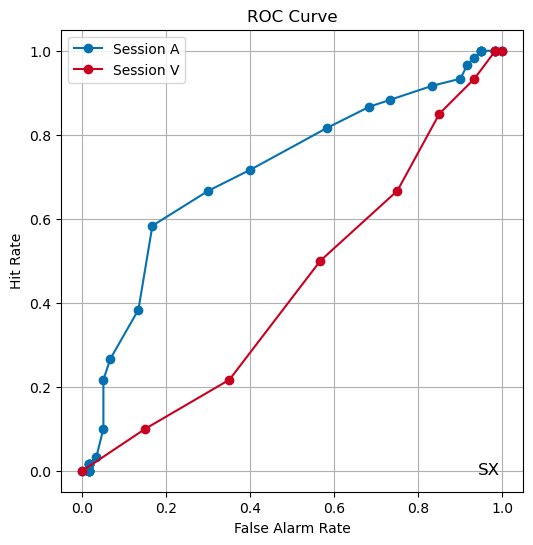 ROC Curve
Session A
Session V
Hit Rate
1.0
0.8
0.6
0.4
0.2
0.0
SX
0.0 0.2 0.4 0.6 0.8 1.0
False Alarm Rate